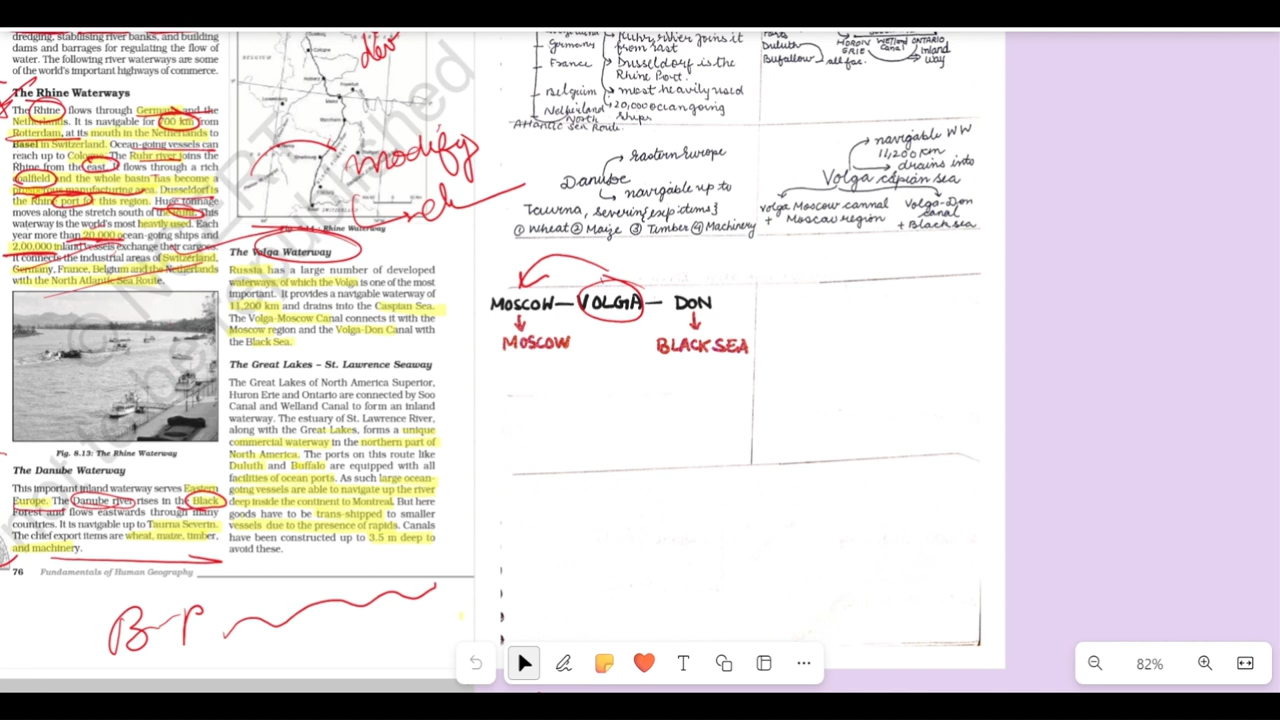 dredging, stabilising river banks, and building
dams and barrages for regulating the flow of
water. The following river waterways are some
of the world's important highways of commerce.
The Rhine Waterways
The Rhine flows through Germany and the
Netherlands. It is navigable for 700 km from
Rotterdam, at its mouth in the Netherlands to
Basel in Switzerland. Ocean-going vessels can
reach up to Cologne. The Ruhr river joins the
Rhine from the east. It flows through a rich
coalfield and the whole basin has become a
prosperous manufacturing area. Dusseldorf is
the Rhine port for this region. Huge tonnage
moves along the stretch south of the Ruhr. This
waterway is the world's most heavily used. Each
year more than 20,000 ocean-going ships and
2,00,000 inland vessels exchange their cargoes.
It connects the industrial areas of Switzerland,
Germany, France, Belgium and the Netherlands
with the North Atlantic Sea Route.
Fig. 8.13: The Rhine Waterway
The Danube Waterway
This important inland waterway serves Eastern
Europe. The Danube river rises in the Black
Forest and flows eastwards through many
countries. It is navigable up to Taurna Severin.
The chief export items are wheat, maize, timber,
and machinery.
76 Fundamentals of Human Geography
B-P
dev
modify
Rhine Waterway
The Volga Waterway
Russia has a large number of developed
waterways, of which the Volga is one of the most
important. It provides a navigable waterway of
11,200 km and drains into the Caspian Sea.
The Volga-Moscow Canal connects it with the
Moscow region and the Volga-Don Canal with
the Black Sea.
The Great Lakes – St. Lawrence Seaway
The Great Lakes of North America Superior,
Huron Erie and Ontario are connected by Soo
Canal and Welland Canal to form an inland
waterway. The estuary of St. Lawrence River,
along with the Great Lakes, forms a unique
commercial waterway in the northern part of
North America. The ports on this route like
Duluth and Buffalo are equipped with all
facilities of ocean ports. As such large ocean-
going vessels are able to navigate up the river
deep inside the continent to Montreal. But here
goods have to be trans-shipped to smaller
vessels due to the presence of rapids. Canals
have been constructed up to 3.5 m deep to
avoid these.
Germany
France
Belgium
North
Atlantic Sea Route.
Ruhr river joins it
from east
Dusseldorf is the
Rhine Port.
most heavily used
20,000 ocean going
ships
Duluth
Bufallow
all fac.
HORON
ERIE
canal
ONTARIO
inland
way
Eastern Europe
Danube
navigable up to
Taurna, severin exp items}
① Wheat ② Maize ③ Timber ④ Machinery
navigable WW
11,200 km
drains into
Volga capian sea
Volga Moscow cannal
+ Moscow region
Volga-Don
canal
+ Black sea
MOSCOW — VOLGA — DON
MOSCOW BLACK SEA
82%